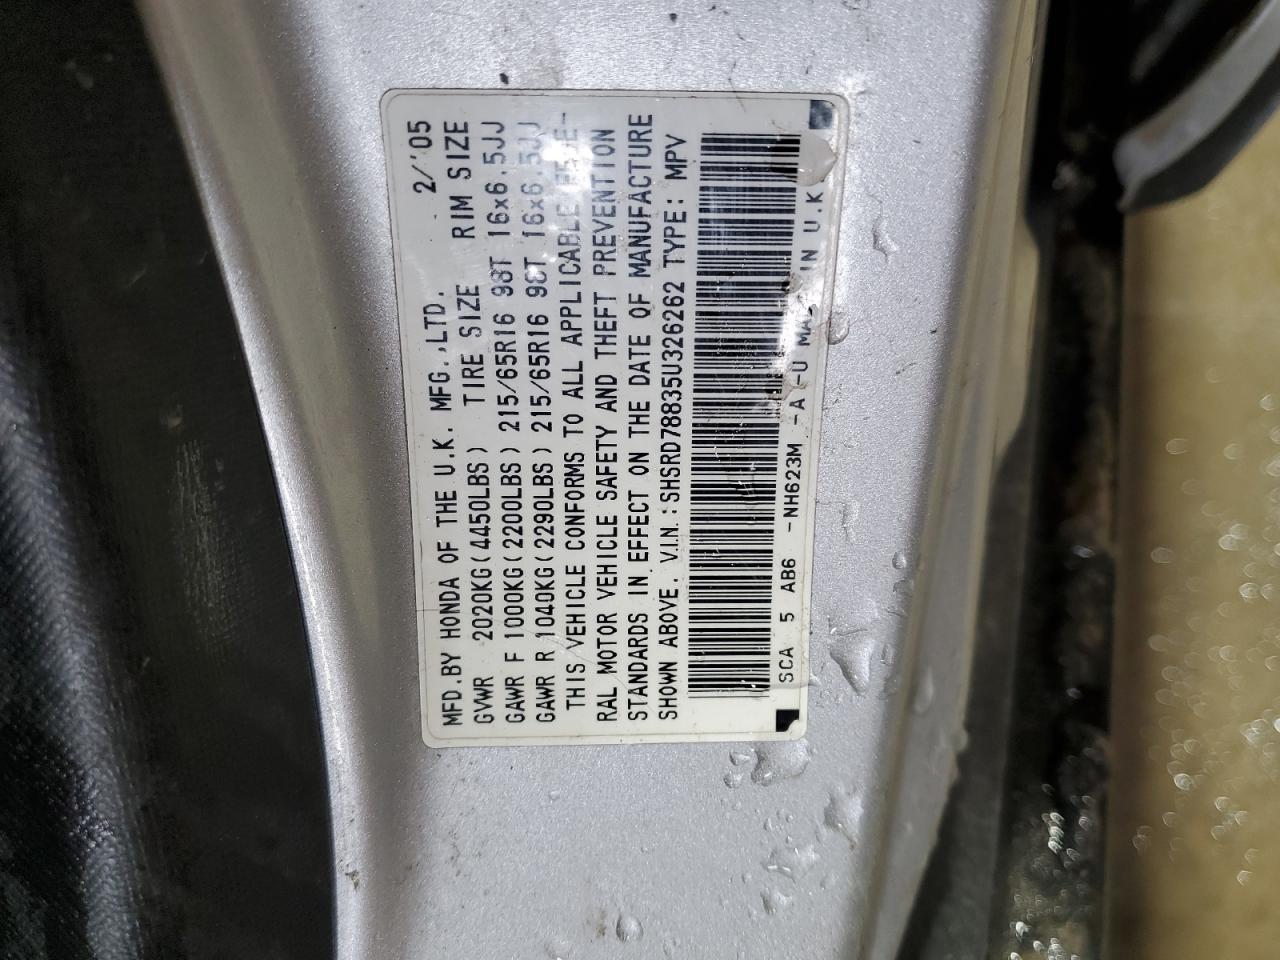 MFD.BY HONDA OF THE U.K. MFG.,LTD. 2/'05
GVWR 2020KG(4450LBS) TIRE SIZE RIM SIZE
GAWR F 1000KG(2200LBS) 215/65R16 98T 16x6.5JJ
GAWR R 1040KG(2290LBS) 215/65R16 98T 16x6.5JJ
THIS VEHICLE CONFORMS TO ALL APPLICABLE FEDE-
RAL MOTOR VEHICLE SAFETY AND THEFT PREVENTION
STANDARDS IN EFFECT ON THE DATE OF MANUFACTURE
SHOWN ABOVE. V.I.N.:SHSRD78835U326262 TYPE: MPV
SCA 5 AB6 -NH623M -A -U IN U.K